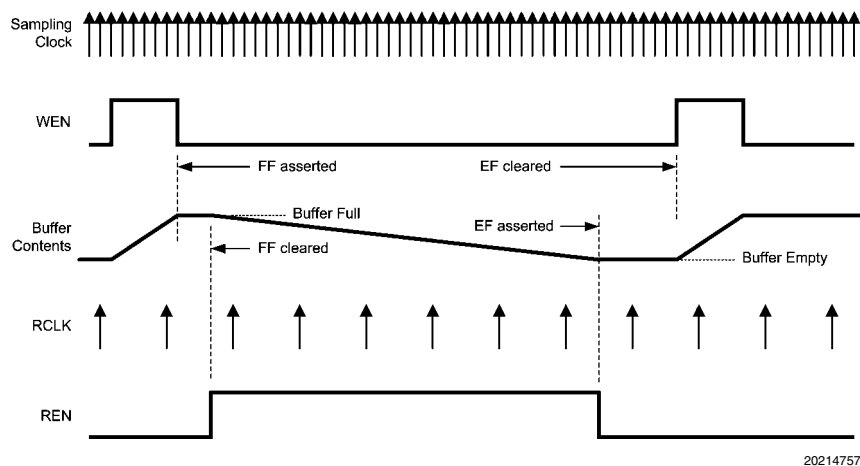 Sampling
Clock
WEN
FF asserted
EF cleared
Buffer Full
Buffer
Contents
EF asserted
FF cleared
Buffer Empty
RCLK
REN
20214757